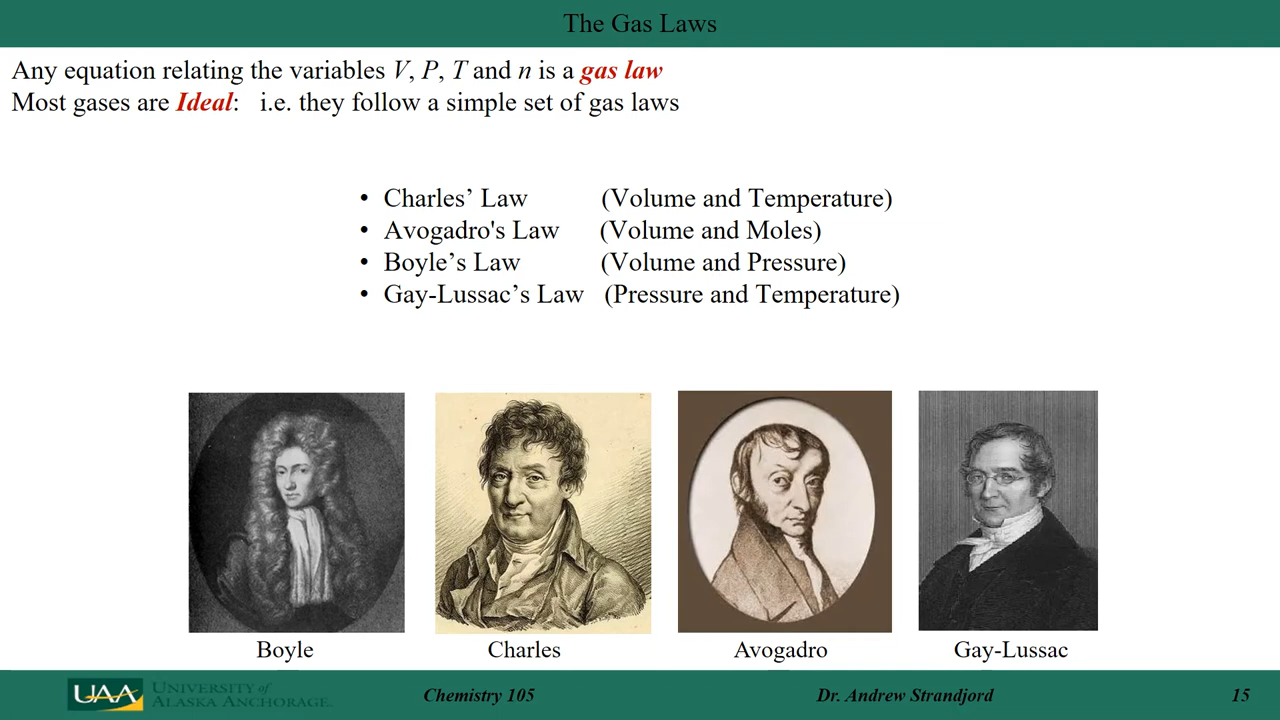 The Gas Laws
Any equation relating the variables V, P, T and n is a gas law
Most gases are Ideal: i.e. they follow a simple set of gas laws
• Charles’ Law (Volume and Temperature)
• Avogadro's Law (Volume and Moles)
• Boyle’s Law (Volume and Pressure)
• Gay-Lussac’s Law (Pressure and Temperature)
Boyle Charles Avogadro Gay-Lussac
UAA UNIVERSITY of
ALASKA ANCHORAGE.
Chemistry 105 Dr. Andrew Strandjord 15